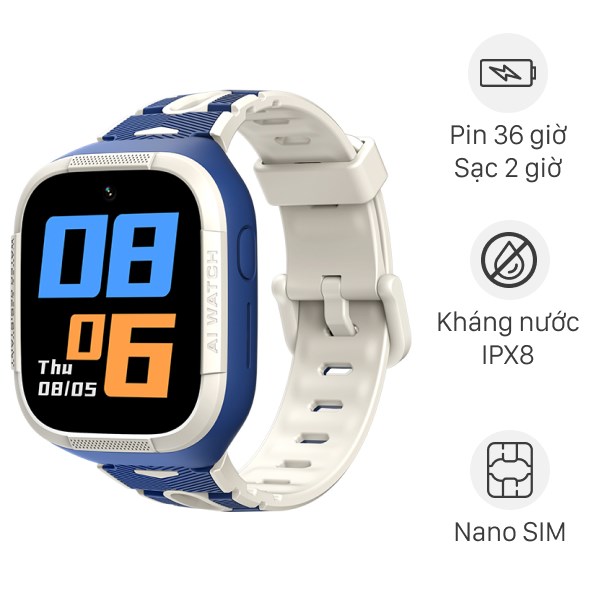 08
06
Thu
08/05
AI WATCH
Pin 36 giờ
Sạc 2 giờ
Kháng nước
IPX8
Nano SIM